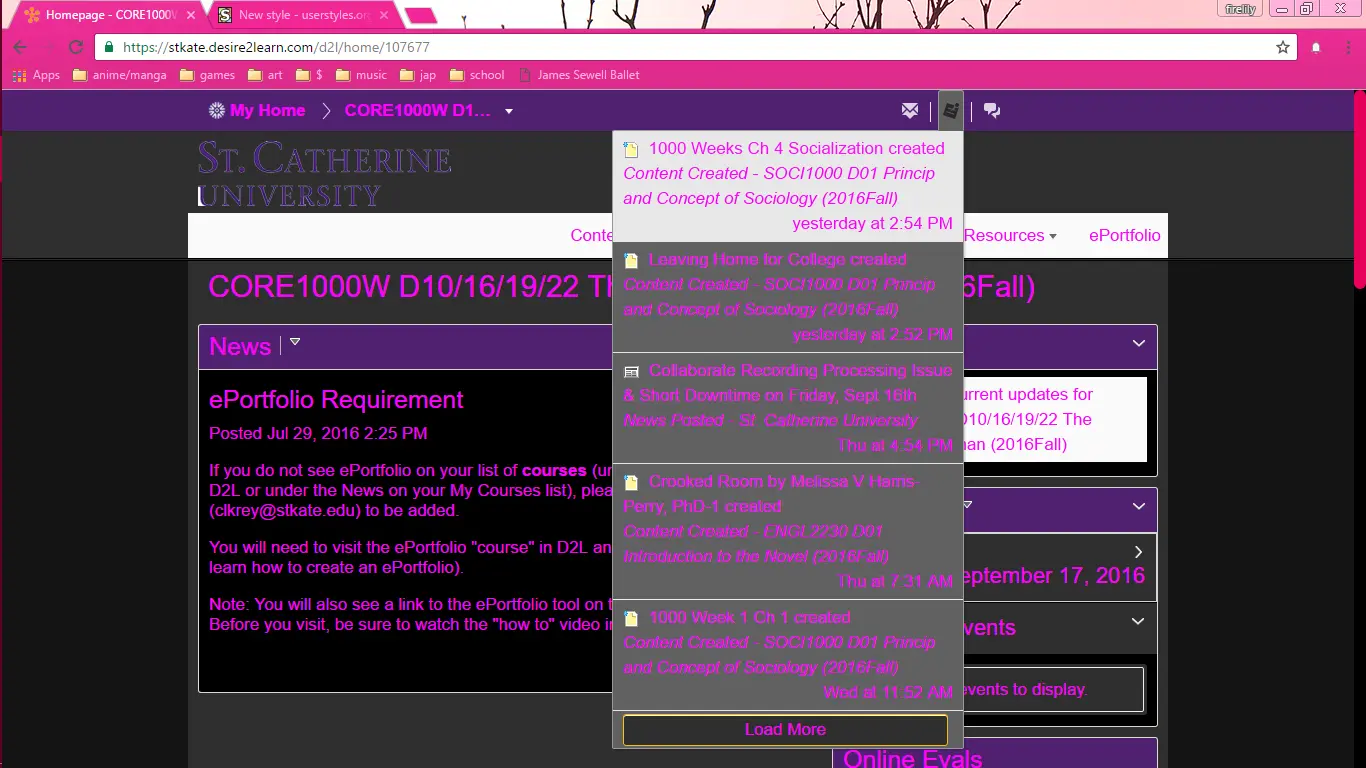 Homepage - CORE1000W
New style - userstyles.org
firelily
https://stkate.desire2learn.com/d2l/home/107677
Apps anime/manga games art $ music jap school James Sewell Ballet
My Home CORE1000W D1...
ST. CATHERINE
UNIVERSITY
Resources ePortfolio
CORE1000W D10/16/19/22
News
ePortfolio Requirement
Posted Jul 29, 2016 2:25 PM
If you do not see ePortfolio on your list of courses
D2L or under the News on your My Courses list),
(clkrey@stkate.edu) to be added.
You will need to visit the ePortfolio "course" in D2L
learn how to create an ePortfolio).
Note: You will also see a link to the ePortfolio tool on
Before you visit, be sure to watch the "how to" video
1000 Weeks Ch 4 Socialization created
Content Created - SOCI1000 D01 Princip
and Concept of Sociology (2016Fall)
yesterday at 2:54 PM
Leaving Home for College created
Content Created - SOCI1000 D01 Princip
and Concept of Sociology (2016Fall)
yesterday at 2:52 PM
Collaborate Recording Processing Issue
& Short Downtime on Friday, Sept 16th
News Posted - St. Catherine University
Thu at 4:54 PM
Crooked Room by Melissa V Harris-
Perry, PhD-1 created
Content Created - ENGL2230 D01
Introduction to the Novel (2016Fall)
Thu at 7:31 AM
1000 Week 1 Ch 1 created
Content Created - SOCI1000 D01 Princip
and Concept of Sociology (2016Fall)
Wed at 11:52 AM
Load More
6Fall)
updates for
D10/16/19/22 The
(2016Fall)
17, 2016
events to display.
Online Evals